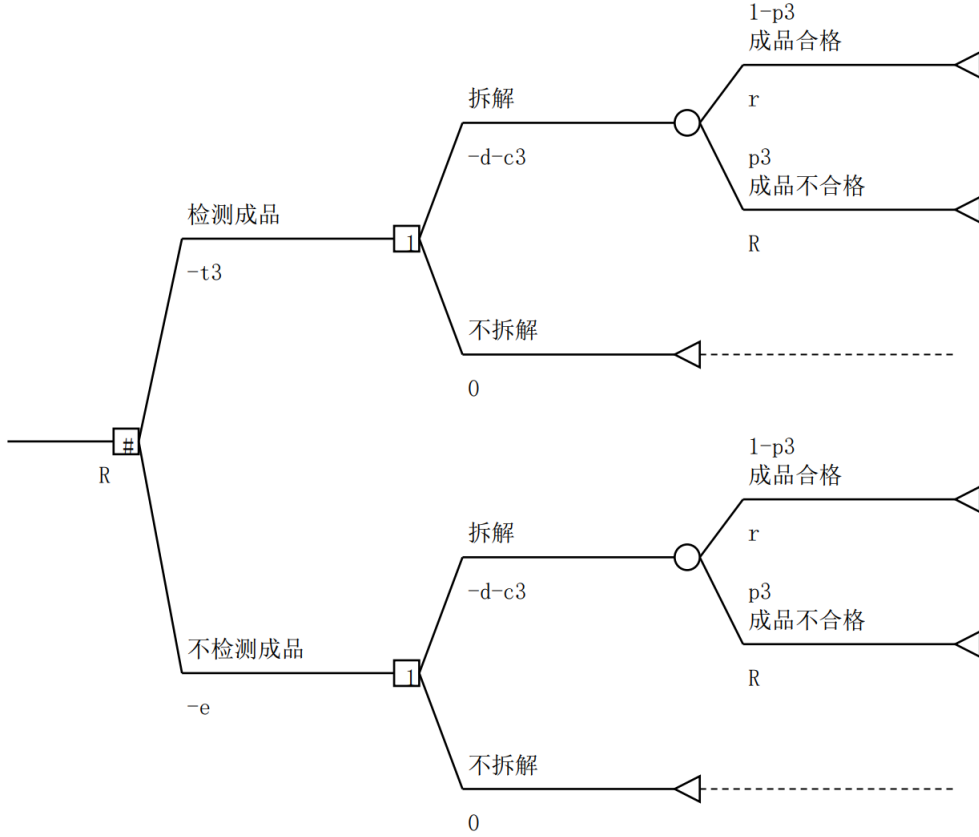 1-p3
成品合格
r
拆解
-d-c3
p3
成品不合格
R
检测成品
1
-t3
不拆解
0
#
R
1-p3
成品合格
r
拆解
-d-c3
p3
成品不合格
R
不检测成品
1
-e
不拆解
0